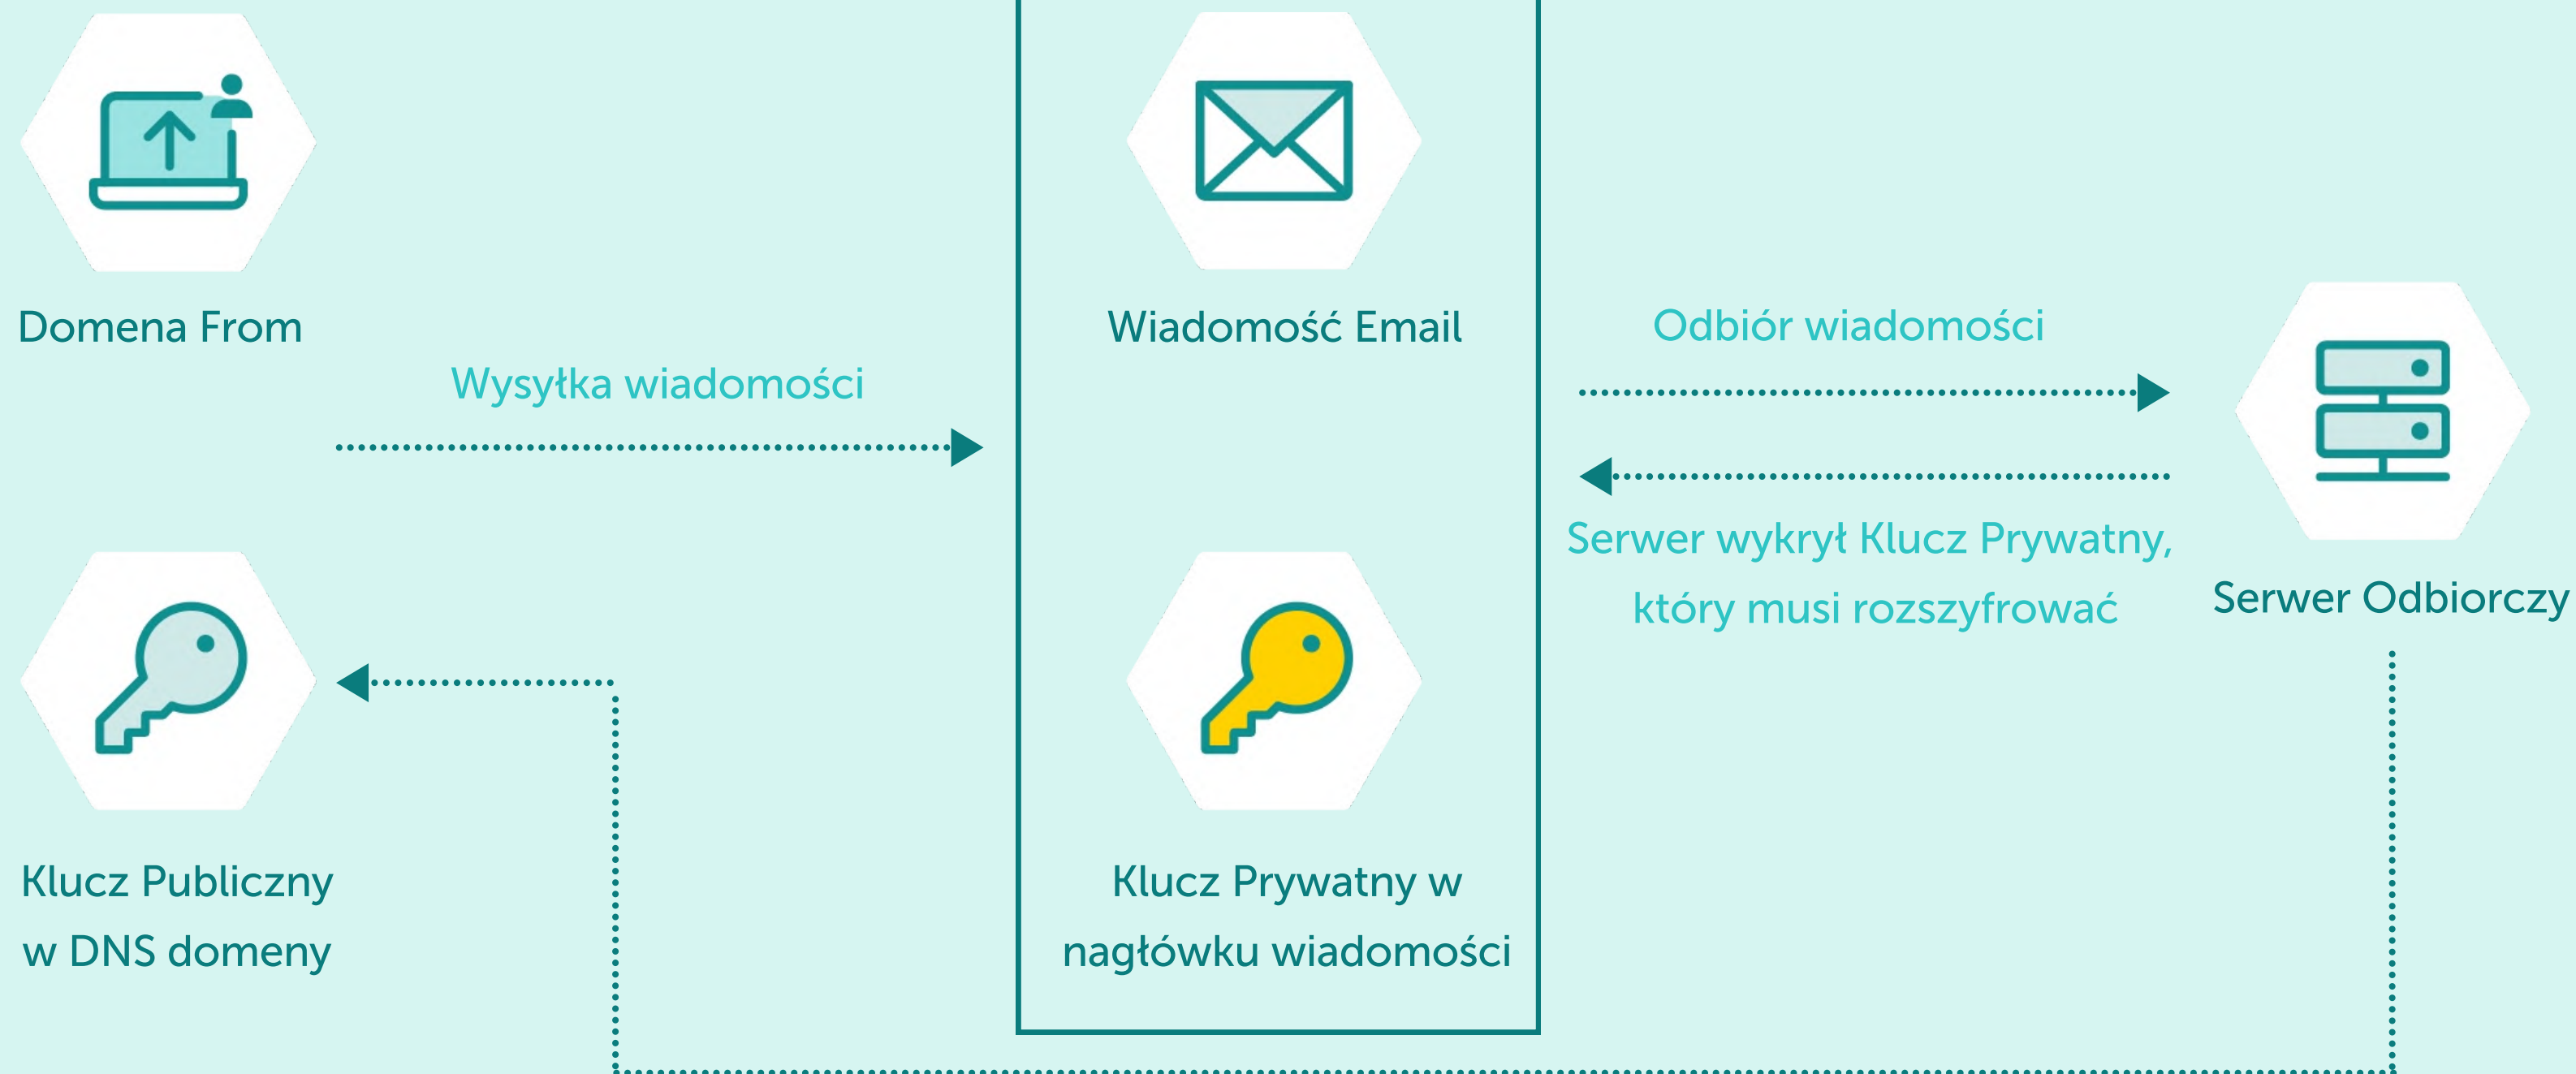 Domena From
Wysyłka wiadomości
Wiadomość Email
Odbiór wiadomości
Serwer wykrył Klucz Prywatny,
który musi rozszyfrować
Serwer Odbiorczy
Klucz Publiczny
w DNS domeny
Klucz Prywatny w
nagłówku wiadomości